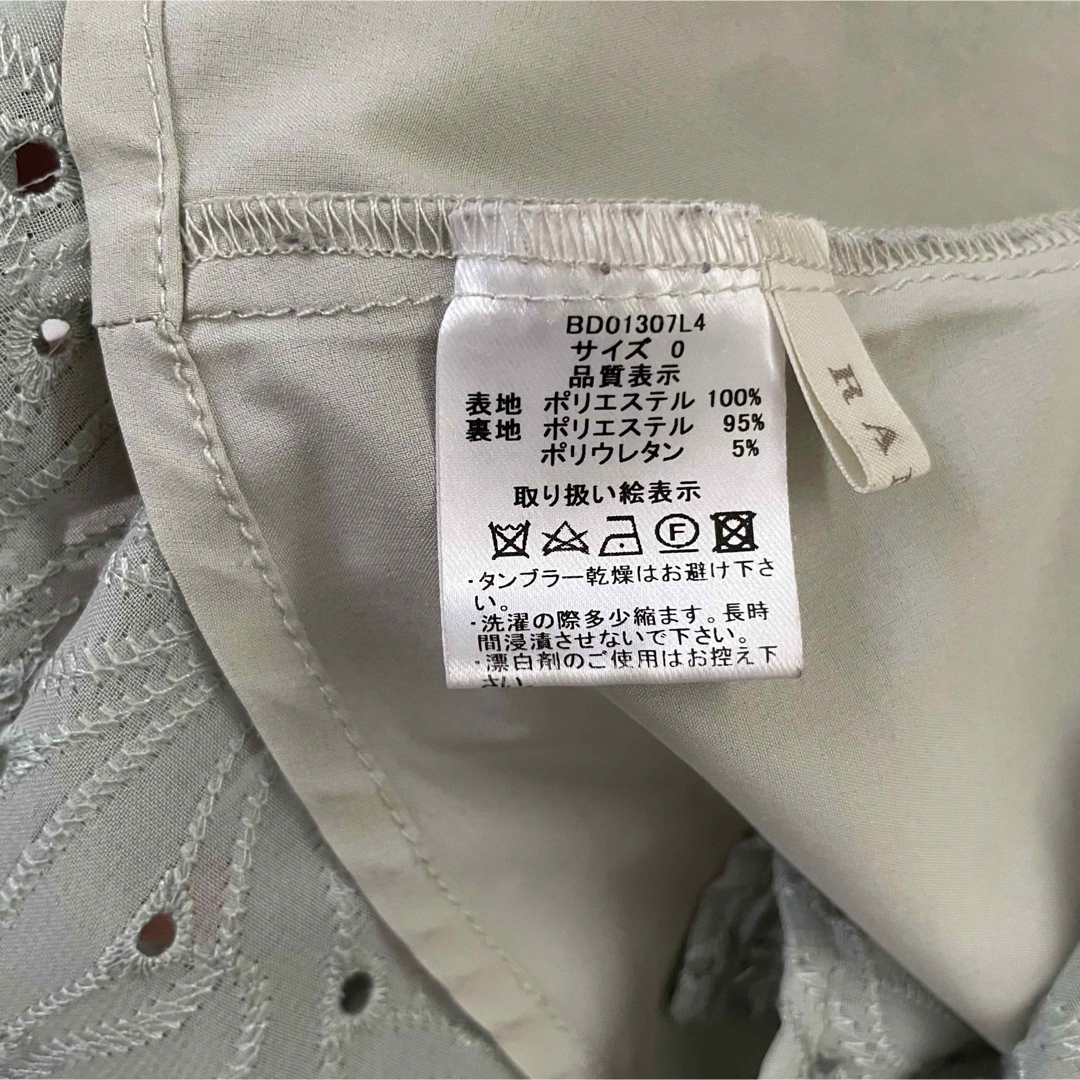 BD01307L4
サイズ 0
品質表示
表地 ポリエステル 100%
裏地 ポリエステル 95%
ポリウレタン 5%
取り扱い絵表示
F
・タンブラー乾燥はお避け下さ
い。
・洗濯の際多少縮ます。長時
間浸漬させないで下さい。
・漂白剤のご使用はお控え下
さい。
R A